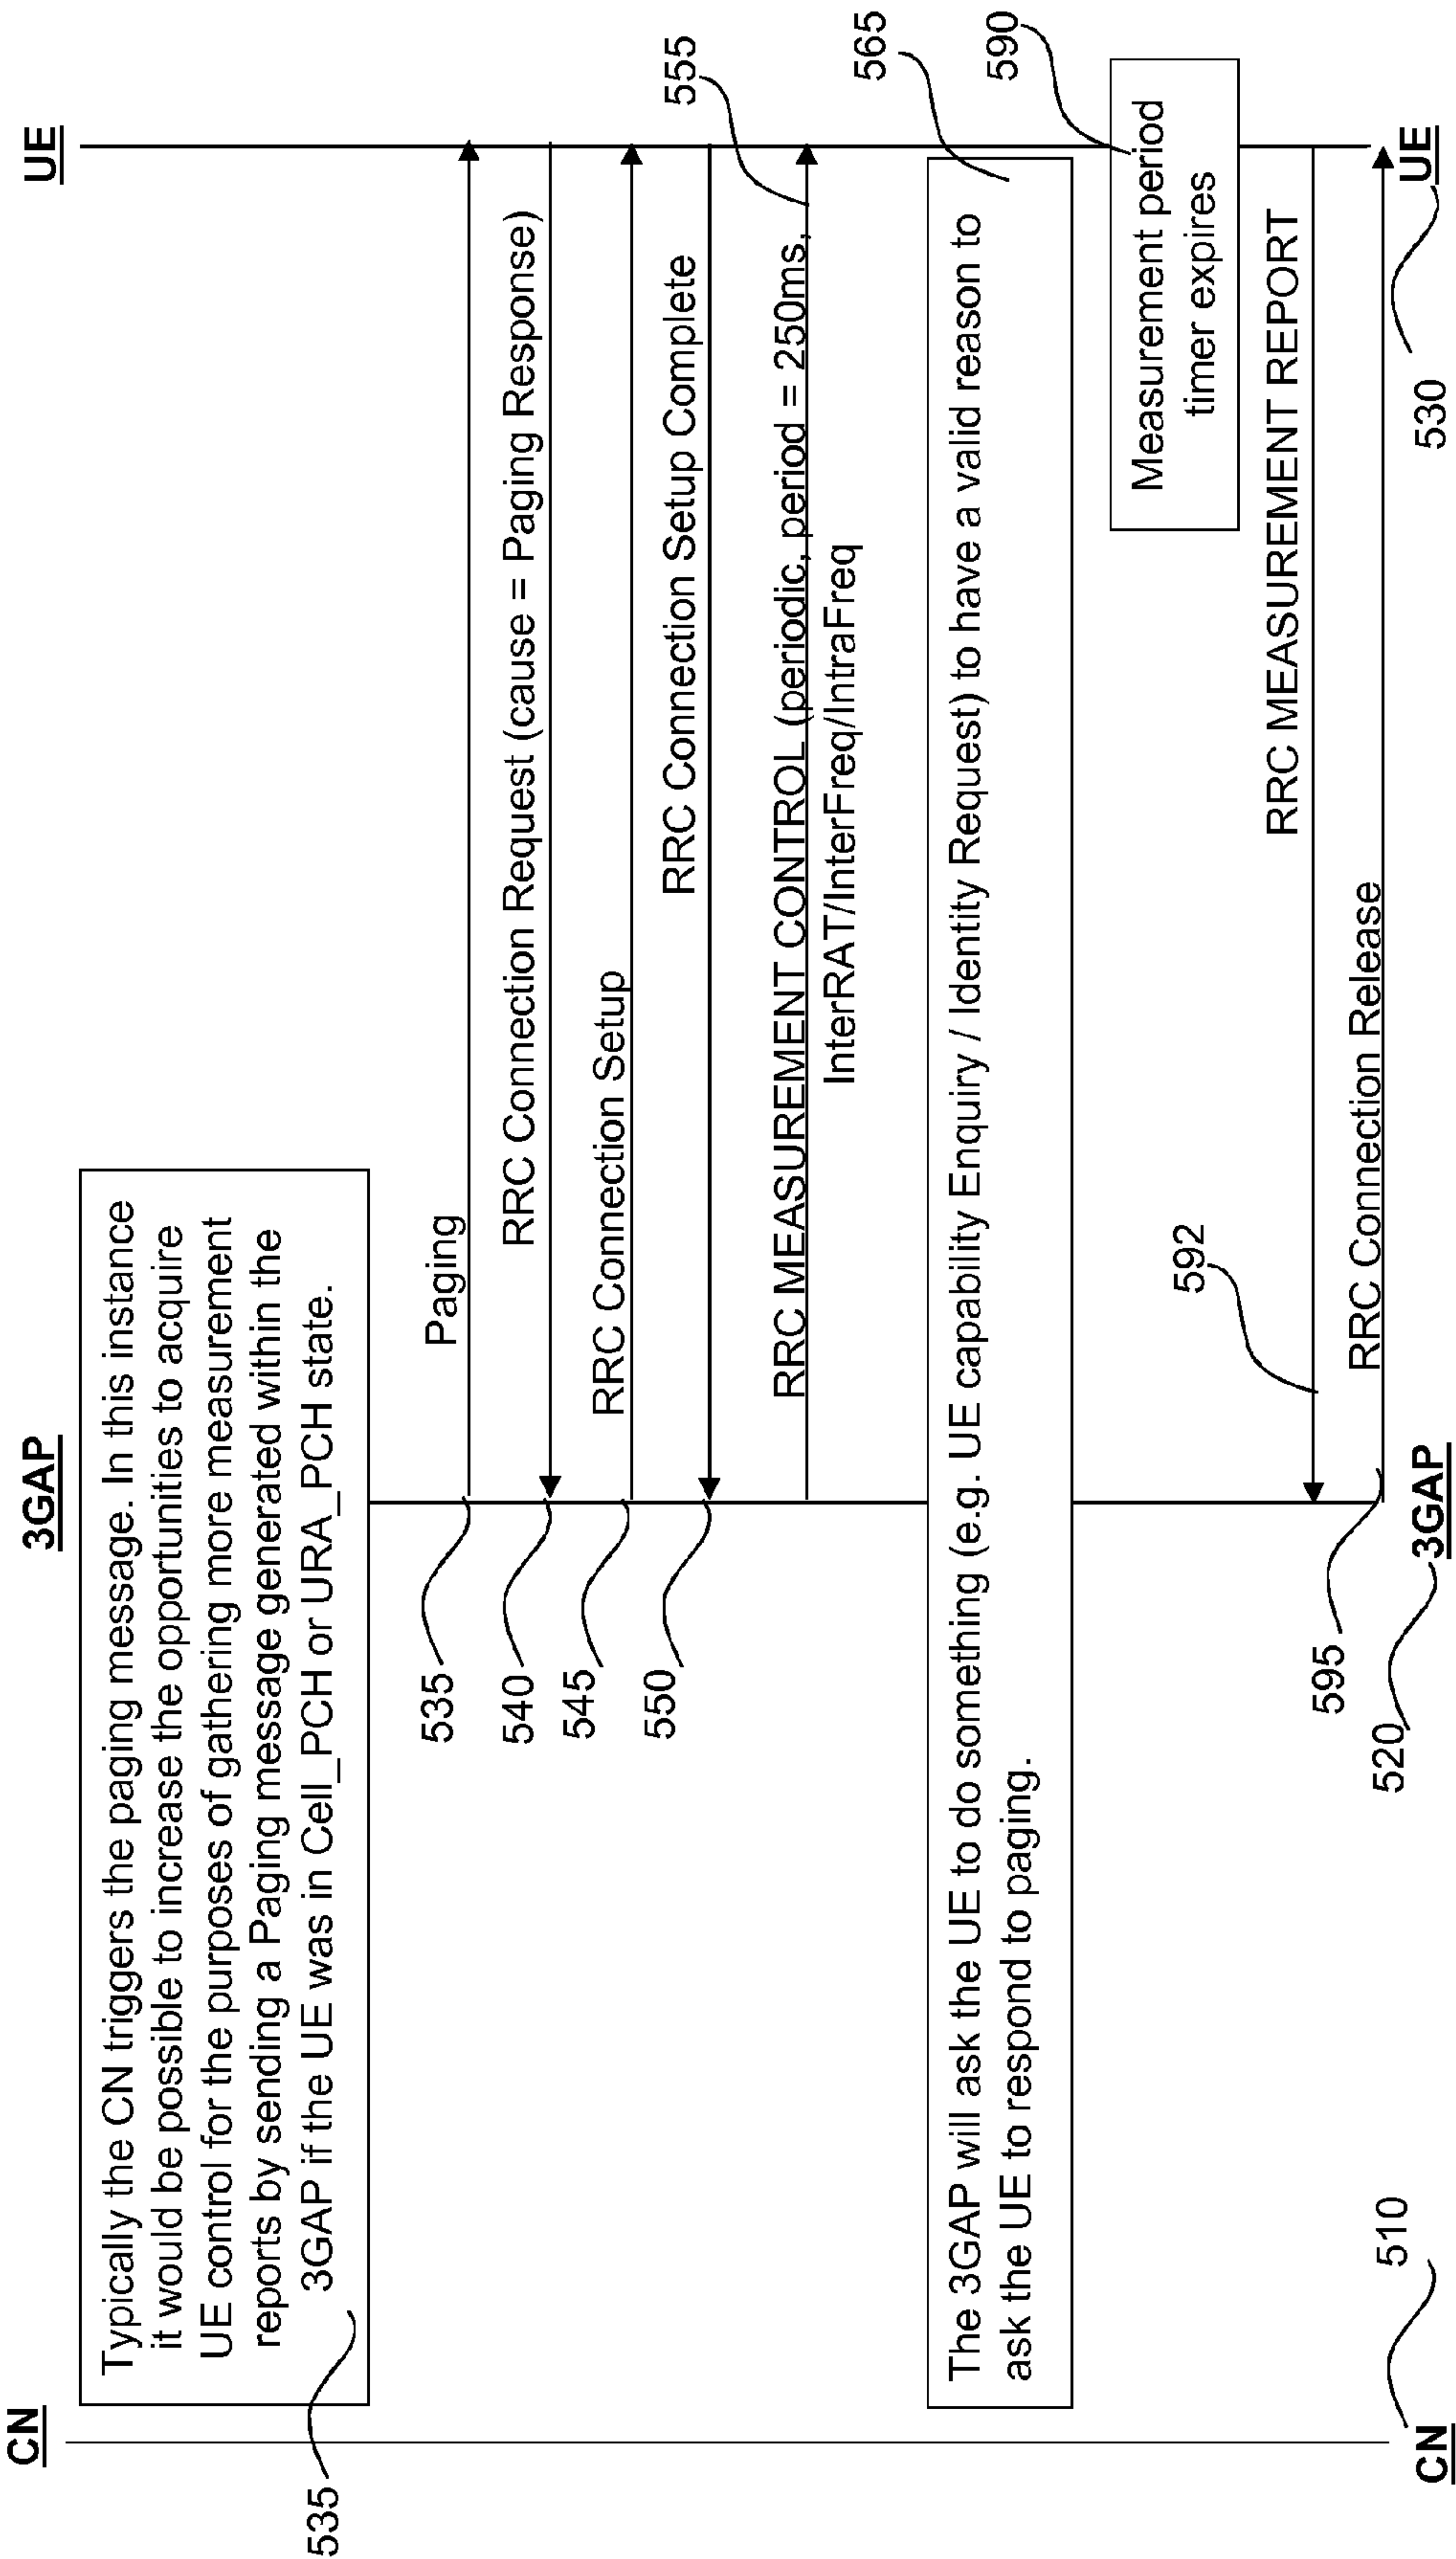 CN
3GAP
UE
Typically the CN triggers the paging message. In this instance
it would be possible to increase the opportunities to acquire
UE control for the purposes of gathering more measurement
reports by sending a Paging message generated within the
3GAP if the UE was in Cell_PCH or URA_PCH state.
535
Paging
535
RRC Connection Request (cause = Paging Response)
540
RRC Connection Setup
545
RRC Connection Setup Complete
550
555
RRC MEASUREMENT CONTROL (periodic, period = 250ms,
InterRAT/InterFreq/IntraFreq
565
The 3GAP will ask the UE to do something (e.g. UE capability Enquiry / Identity Request) to have a valid reason to
ask the UE to respond to paging.
590
Measurement period
timer expires
592
RRC MEASUREMENT REPORT
595
RRC Connection Release
510
520
530
CN
3GAP
UE